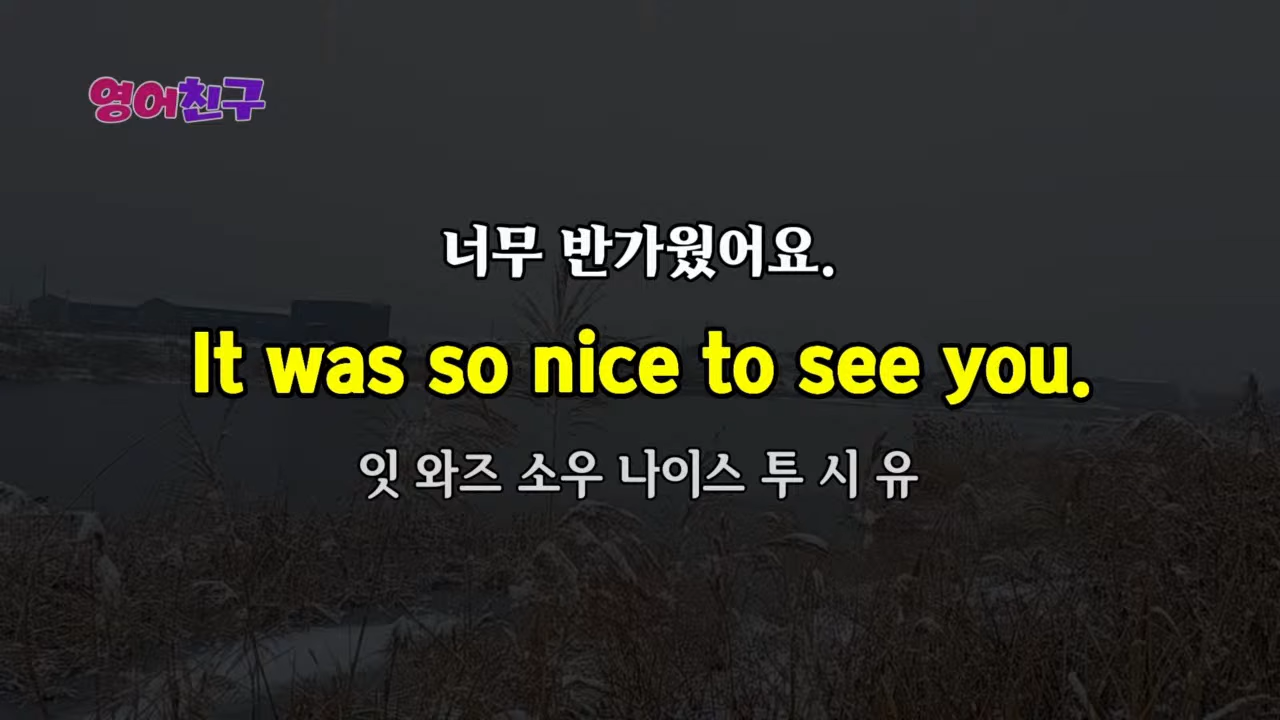 영어친구
너무 반가웠어요.
It was so nice to see you.
잇 와즈 소우 나이스 투 시 유